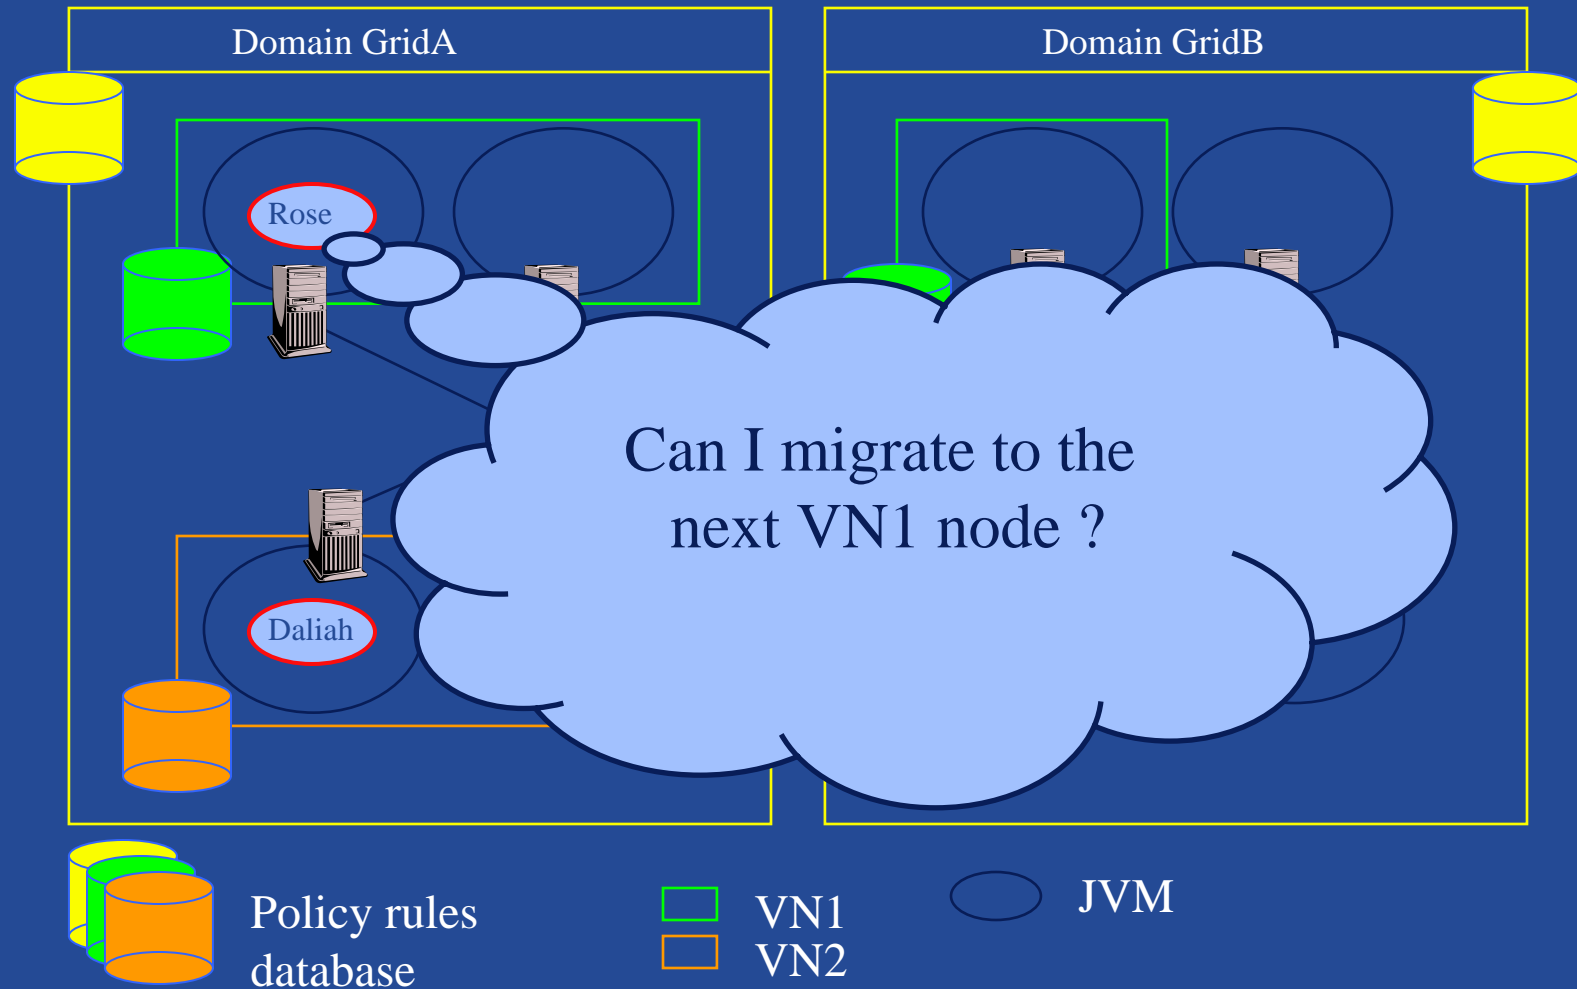 Domain GridA
Domain GridB
Rose
Can I migrate to the
next VN1 node ?
Daliah
Policy rules
database
VN1
VN2
JVM